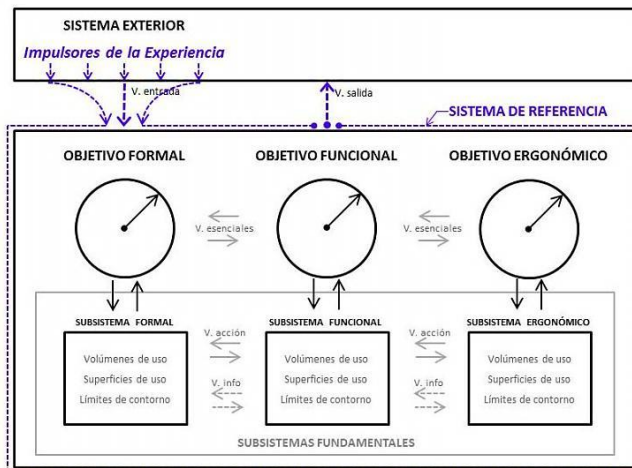 SISTEMA EXTERIOR
Impulsores de la Experiencia
V. entrada
V. salida
SISTEMA DE REFERENCIA
OBJETIVO FORMAL
OBJETIVO FUNCIONAL
OBJETIVO ERGONÓMICO
V. esenciales
V. esenciales
SUBSISTEMA FORMAL
SUBSISTEMA FUNCIONAL
SUBSISTEMA ERGONÓMICO
Volúmenes de uso
Superficies de uso
Límites de contorno
V. acción
V. info
Volúmenes de uso
Superficies de uso
Límites de contorno
V. acción
V. info
Volúmenes de uso
Superficies de uso
Límites de contorno
SUBSISTEMAS FUNDAMENTALES